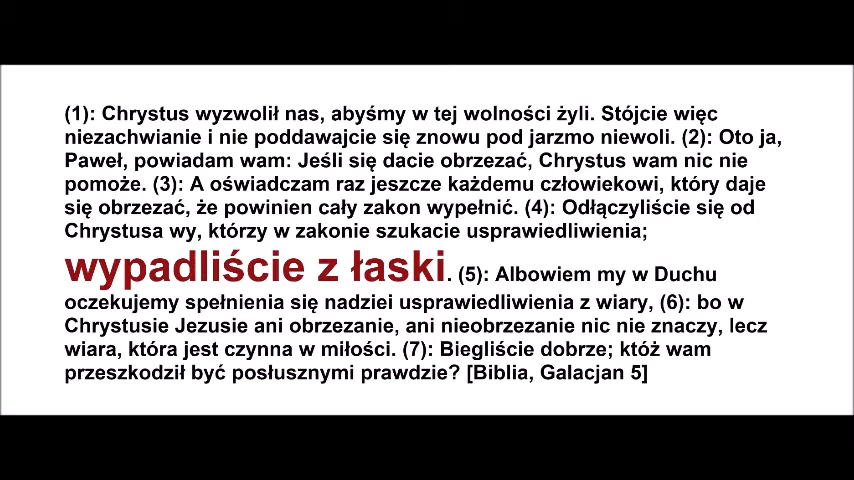 (1): Chrystus wyzwolił nas, abyśmy w tej wolności żyli. Stójcie więc
niezachwianie i nie poddawajcie się znowu pod jarzmo niewoli. (2): Oto ja,
Paweł, powiadam wam: Jeśli się dacie obrzezać, Chrystus wam nic nie
pomoże. (3): A oświadczam raz jeszcze każdemu człowiekowi, który daje
się obrzezać, że powinien cały zakon wypełnić. (4): Odłączyliście się od
Chrystusa wy, którzy w zakonie szukacie usprawiedliwienia;
wypadliście z łaski. (5): Albowiem my w Duchu
oczekujemy spełnienia się nadziei usprawiedliwienia z wiary, (6): bo w
Chrystusie Jezusie ani obrzezanie, ani nieobrzezanie nic nie znaczy, lecz
wiara, która jest czynna w miłości. (7): Biegliście dobrze; któż wam
przeszkodził być posłusznymi prawdzie? [Biblia, Galacjan 5]